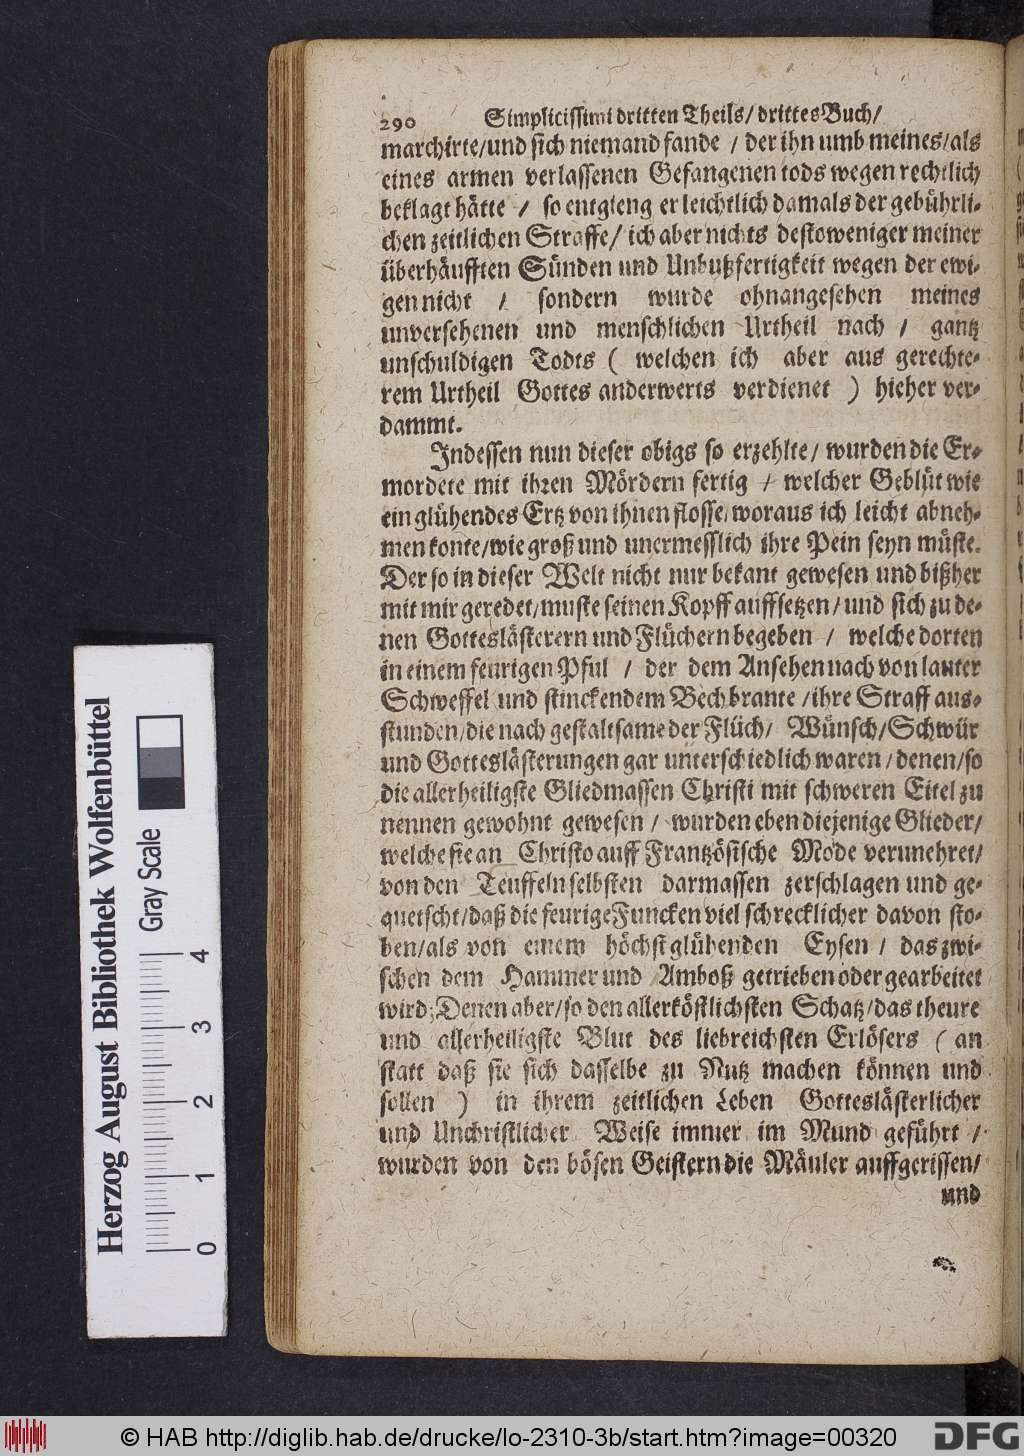 290 Simplicissimi dritten Theils/ drittes Buch/
marchirte/und sich niemand fande / der ihn umb meines/als
eines armen verlassenen Gefangenen tods wegen rechtlich
beklagt hätte / so entgieng er leichtlich damals der gebührli-
chen zeitlichen Straffe/ ich aber nichts destoweniger meiner
überhäufften Sünden und Unbußfertigkeit wegen der ewi-
gen nicht / sondern wurde ohnangesehen meines
unversehenen und menschlichen Urtheil nach / gantz
unschuldigen Todts ( welchen ich aber aus gerechte-
rem Urtheil Gottes anderwerts verdienet ) hieher ver-
dammt.
Indessen nun dieser obigs so erzehlte/ wurden die Er-
mordete mit ihren Mördern fertig / welcher Geblüt wie
ein glühendes Ertz von ihnen flosse/ woraus ich leicht abneh-
men konte/wie groß und unermesslich ihre Pein seyn müste.
Der so in dieser Welt nicht nur bekant gewesen und bißher
mit mir geredet/muste seinen Kopff auffsetzen/ und sich zu de-
nen Gotteslästerern und Flüchern begeben / welche dorten
in einem feurigen Pful / der dem Ansehen nach von lauter
Schweffel und stinckendem Bech brante /ihre Straff aus-
stunden/die nach gestaltsame der Flüch/ Wünsch/Schwür
und Gotteslästerungen gar unterschiedlich waren/denen/so
die allerheiligste Gliedmassen Christi mit schweren Eitel zu
nennen gewohnt gewesen / wurden eben diejenige Glieder/
welche sie an Christo auff Frantzösische Mode verunehret/
von den Teuffeln selbsten darmassen zerschlagen und ge-
quetscht/daß die feurige Funcken viel schrecklicher davon sto-
ben/als von einem höchst glühenden Eysen / das zwi-
schen dem Hammer und Amboß getrieben oder gearbeitet
wird; Denen aber/so den allerköstlichsten Schatz/das theure
und allerheiligste Blut des liebreichsten Erlösers ( an
statt daß sie sich dasselbe zu Nutz machen können und
sollen ) in ihrem zeitlichen Leben Gotteslästerlicher
und Unchristlicher Weise immer im Mund geführt /
wurden von den bösen Geistern die Mäuler auffgerissen/
und
Herzog August Bibliothek Wolfenbüttel
Gray Scale
0 1 2 3 4
© HAB http://diglib.hab.de/drucke/lo-2310-3b/start.htm?image=00320
DFG